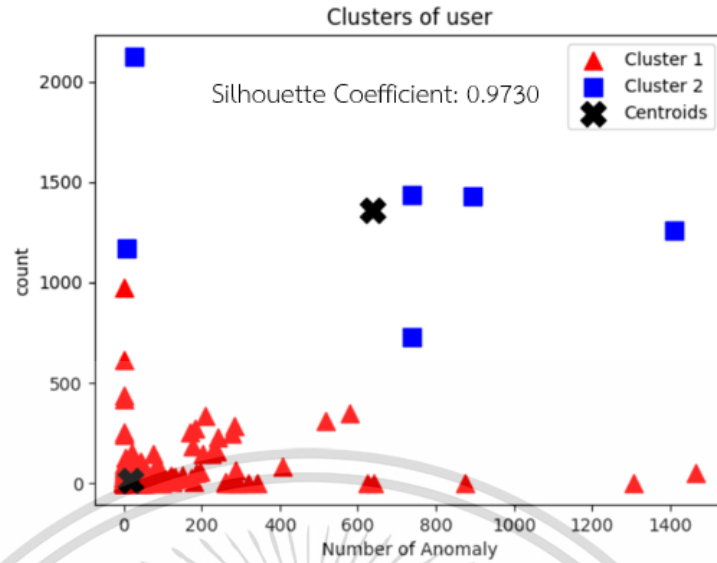 Clusters of user
2000
1500
1000
500
0
count
Silhouette Coefficient: 0.9730
Cluster 1
Cluster 2
Centroids
0 200 400 600 800 1000 1200 1400
Number of Anomaly